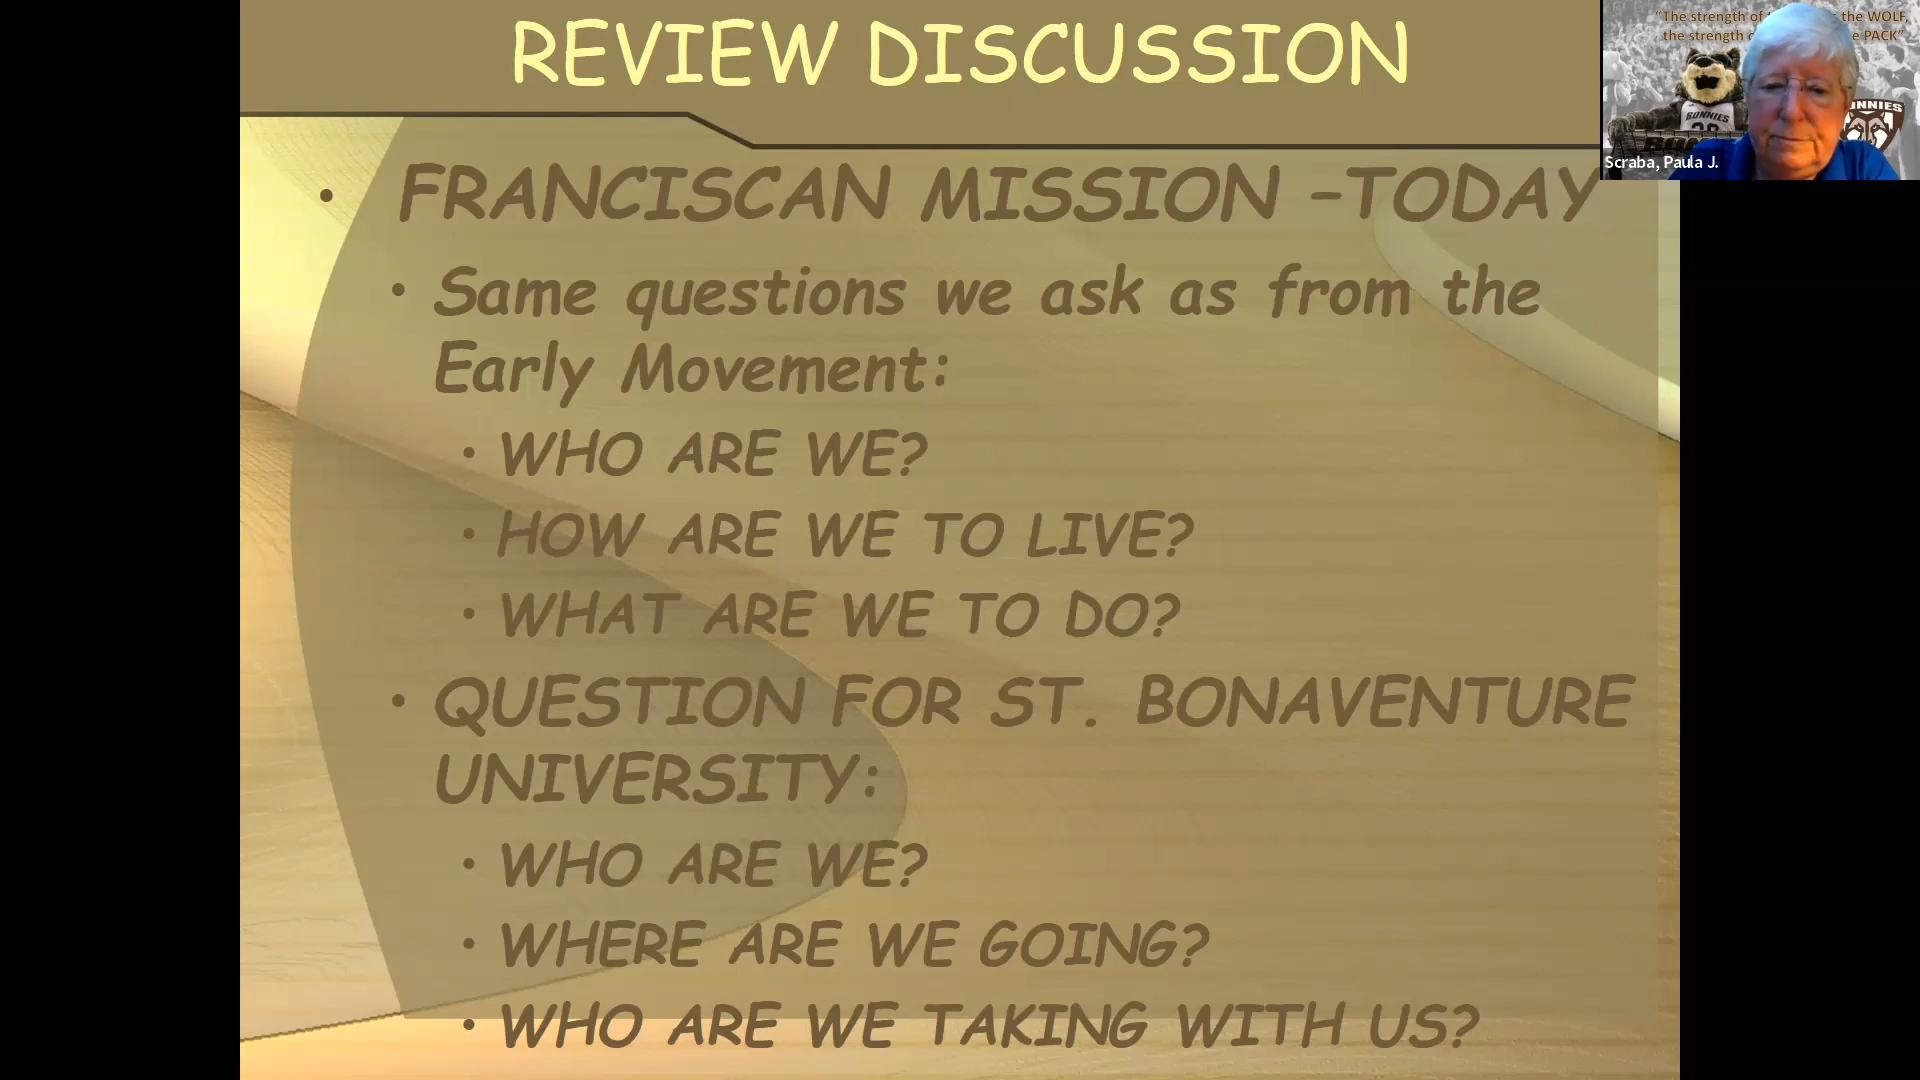 REVIEW DISCUSSION
• FRANCISCAN MISSION –TODAY
• Same questions we ask as from the
Early Movement:
• WHO ARE WE?
• HOW ARE WE TO LIVE?
• WHAT ARE WE TO DO?
• QUESTION FOR ST. BONAVENTURE
UNIVERSITY:
• WHO ARE WE?
• WHERE ARE WE GOING?
• WHO ARE WE TAKING WITH US?
"The strength of the WOLF,
the strength PACK"
BONNIES
Scraba, Paula J.